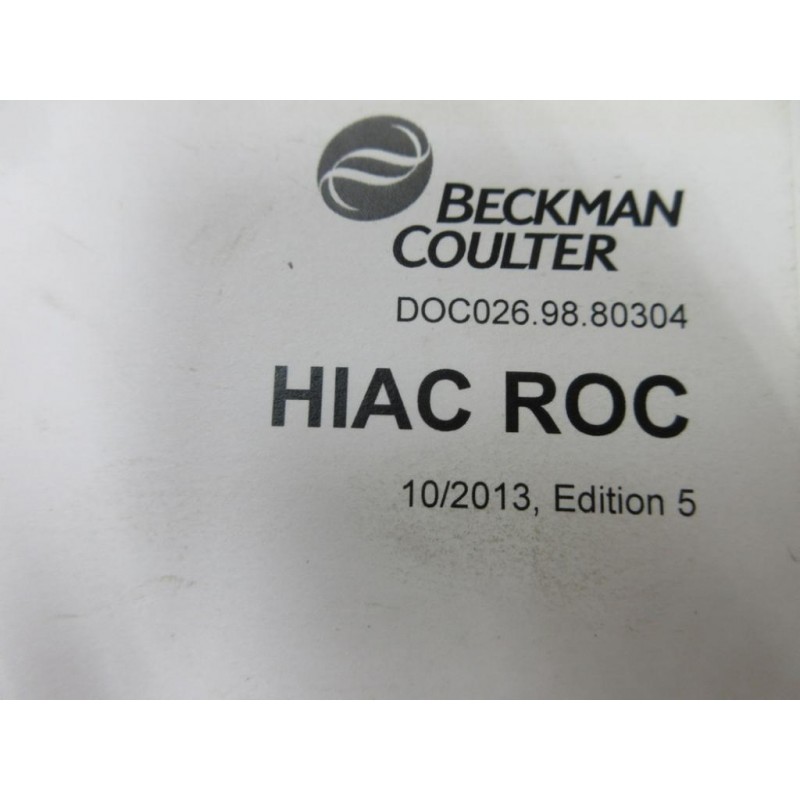 BECKMAN
COULTER
DOC026.98.80304
HIAC ROC
10/2013, Edition 5